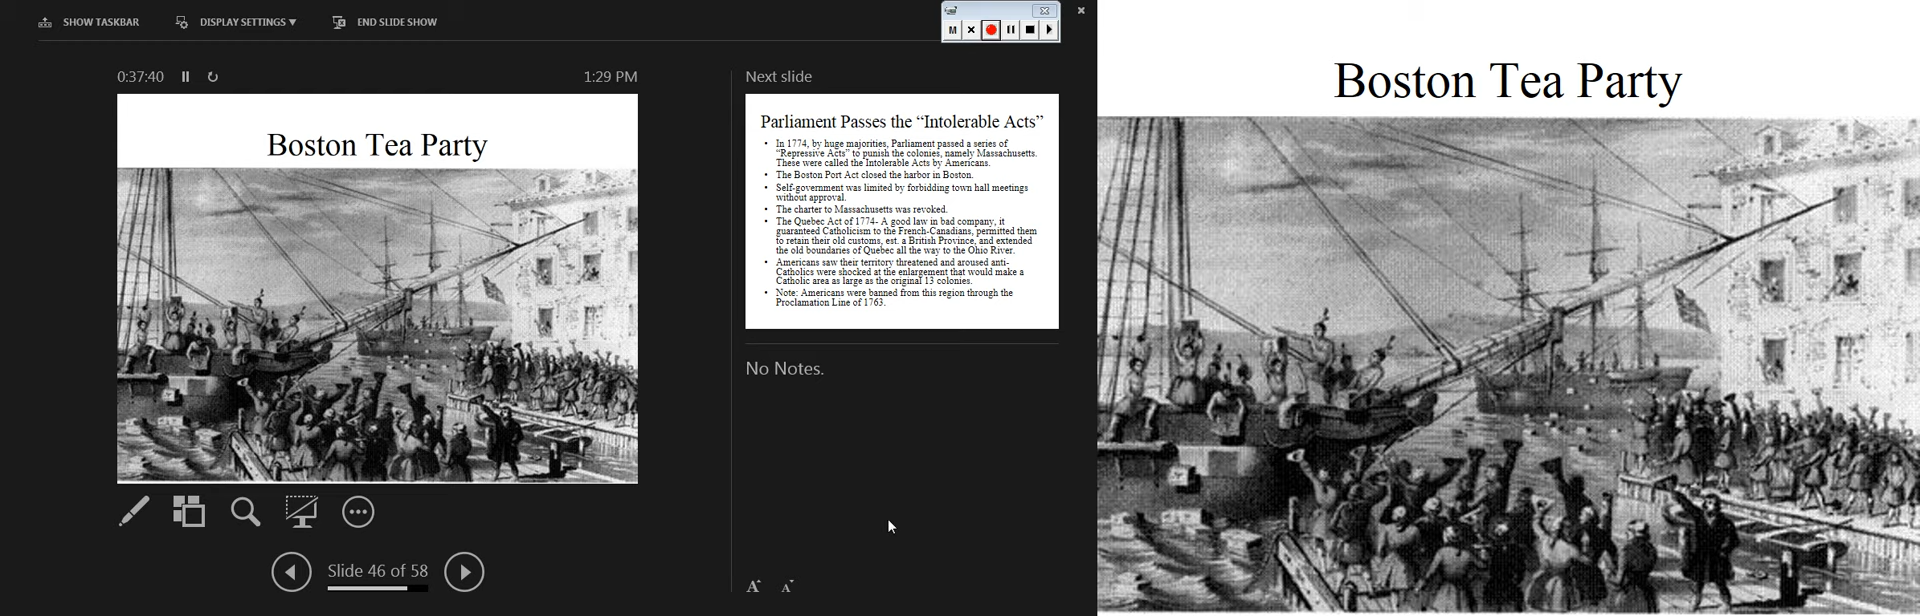 SHOW TASKBAR
DISPLAY SETTINGS ▼
END SLIDE SHOW
M
0:37:40
1:29 PM
Boston Tea Party
Slide 46 of 58
Next slide
Parliament Passes the “Intolerable Acts”
• In 1774, by huge majorities, Parliament passed a series of
“Repressive Acts” to punish the colonies, namely Massachusetts.
These were called the Intolerable Acts by Americans.
• The Boston Port Act closed the harbor in Boston.
• Self-government was limited by forbidding town hall meetings
without approval.
• The charter to Massachusetts was revoked.
• The Quebec Act of 1774- A good law in bad company, it
guaranteed Catholicism to the French-Canadians, permitted them
to retain their old customs, est. a British Province, and extended
the old boundaries of Quebec all the way to the Ohio River.
• Americans saw their territory threatened and aroused anti-
Catholics were shocked at the enlargement that would make a
Catholic area as large as the original 13 colonies.
• Note: Americans were banned from this region through the
Proclamation Line of 1763.
No Notes.
A A
Boston Tea Party